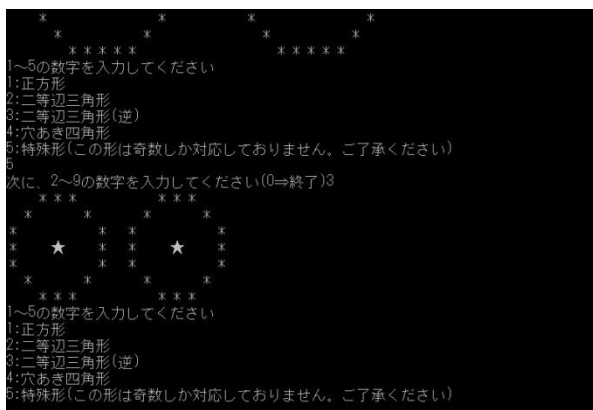 * * * *
* * * *
* * * * * * * * * *
1～5の数字を入力してください
1:正方形
2:二等辺三角形
3:二等辺三角形(逆)
4:穴あき四角形
5:特殊形(この形は奇数しか対応しておりません。ご了承ください)
5
次に、2～9の数字を入力してください(0⇒終了)3
* * * * * *
* * * *
* * * *
* ★ * * ★ *
* * * *
* * * *
* * * * * *
1～5の数字を入力してください
1:正方形
2:二等辺三角形
3:二等辺三角形(逆)
4:穴あき四角形
5:特殊形(この形は奇数しか対応しておりません。ご了承ください)